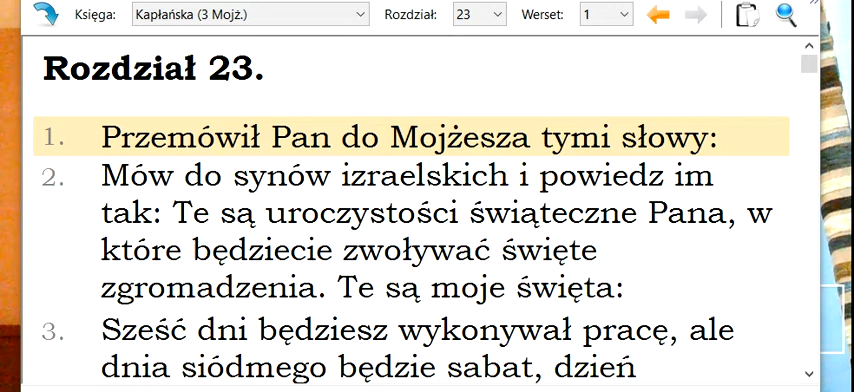 Księga: Kapłańska (3 Mojż.) Rozdział: 23 Werset: 1
Rozdział 23.
1. Przemówił Pan do Mojżesza tymi słowy:
2. Mów do synów izraelskich i powiedz im
tak: Te są uroczystości świąteczne Pana, w
które będziecie zwoływać święte
zgromadzenia. Te są moje święta:
3. Sześć dni będziesz wykonywał pracę, ale
dnia siódmego będzie sabat, dzień